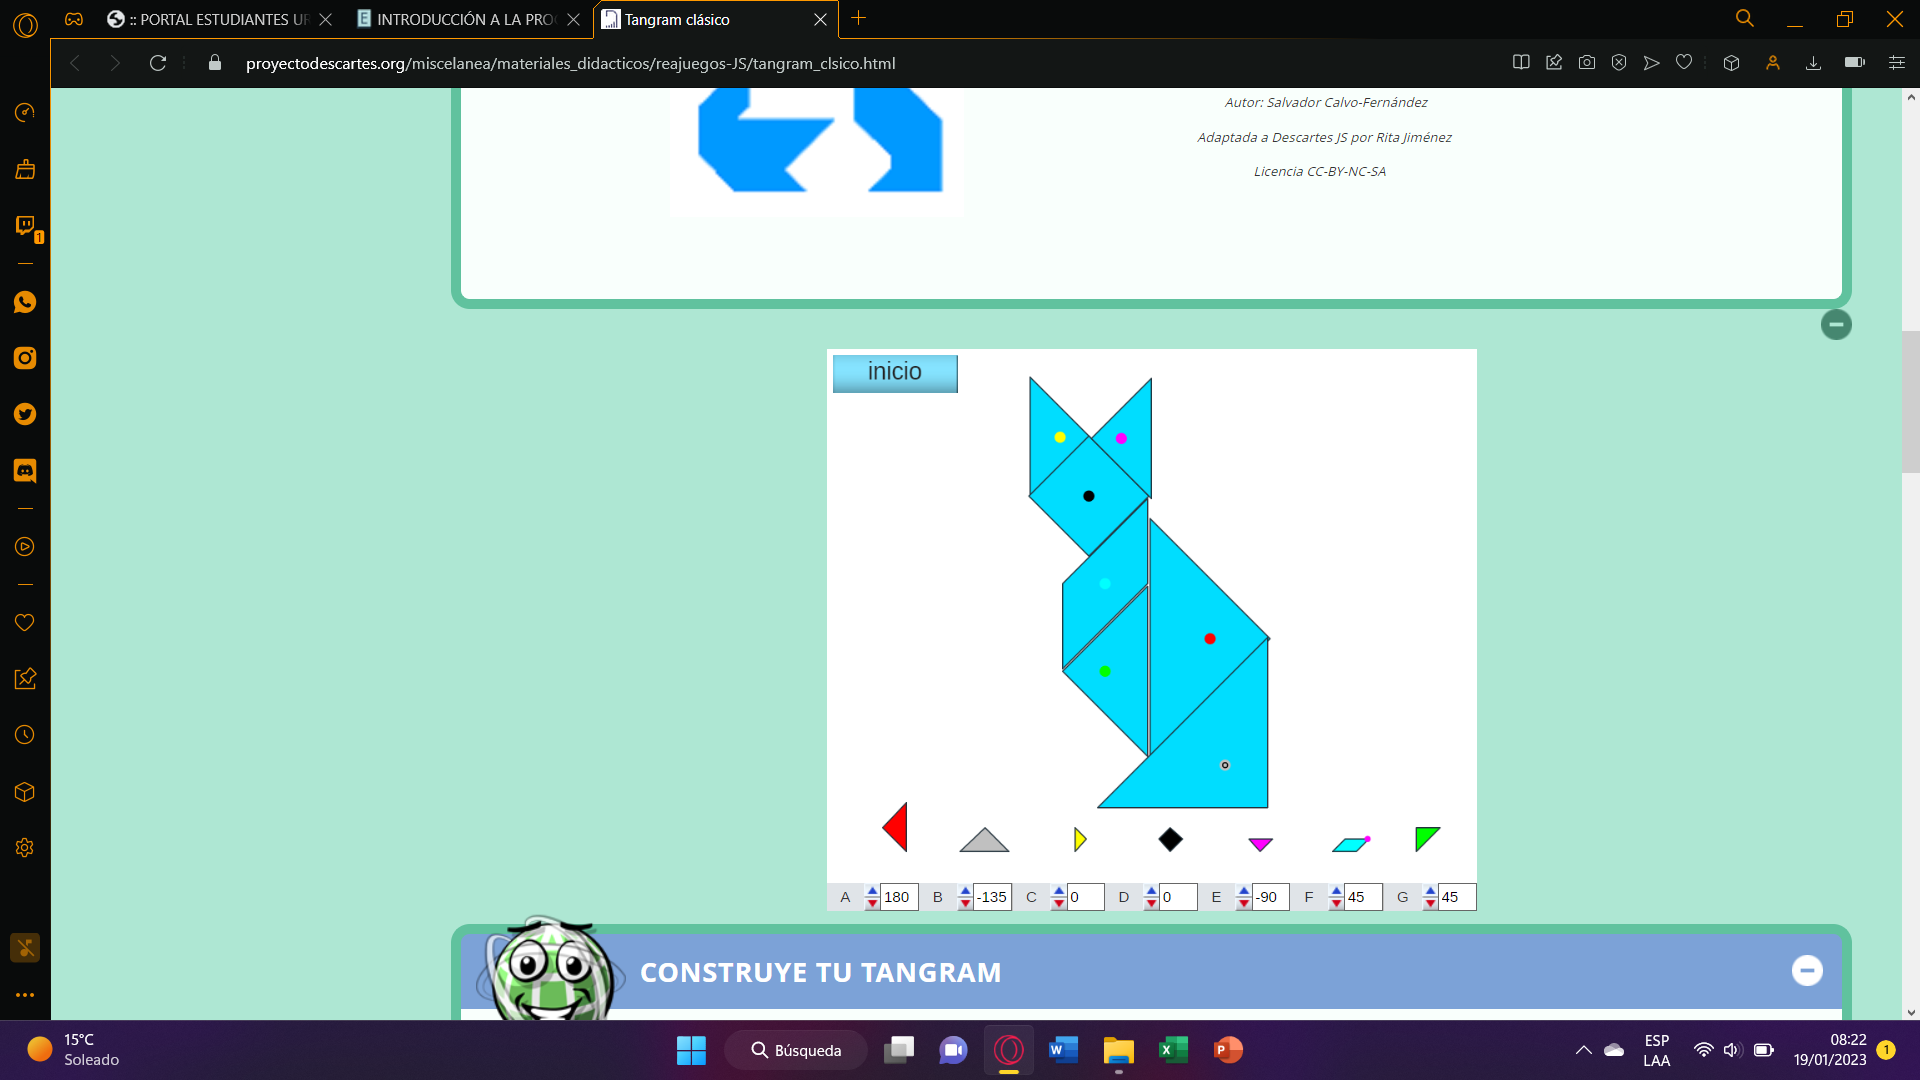 :: PORTAL ESTUDIANTES UR
INTRODUCCIÓN A LA PRO
Tangram clásico
proyectodescartes.org/miscelanea/materiales_didacticos/reajuegos-JS/tangram_clsico.html
Autor: Salvador Calvo-Fernández
Adaptada a Descartes JS por Rita Jiménez
Licencia CC-BY-NC-SA
1
inicio
A 180 B -135 C 0 D 0 E -90 F 45 G 45
CONSTRUYE TU TANGRAM
15°C
Soleado
Búsqueda
ESP
LAA
08:22
19/01/2023
1